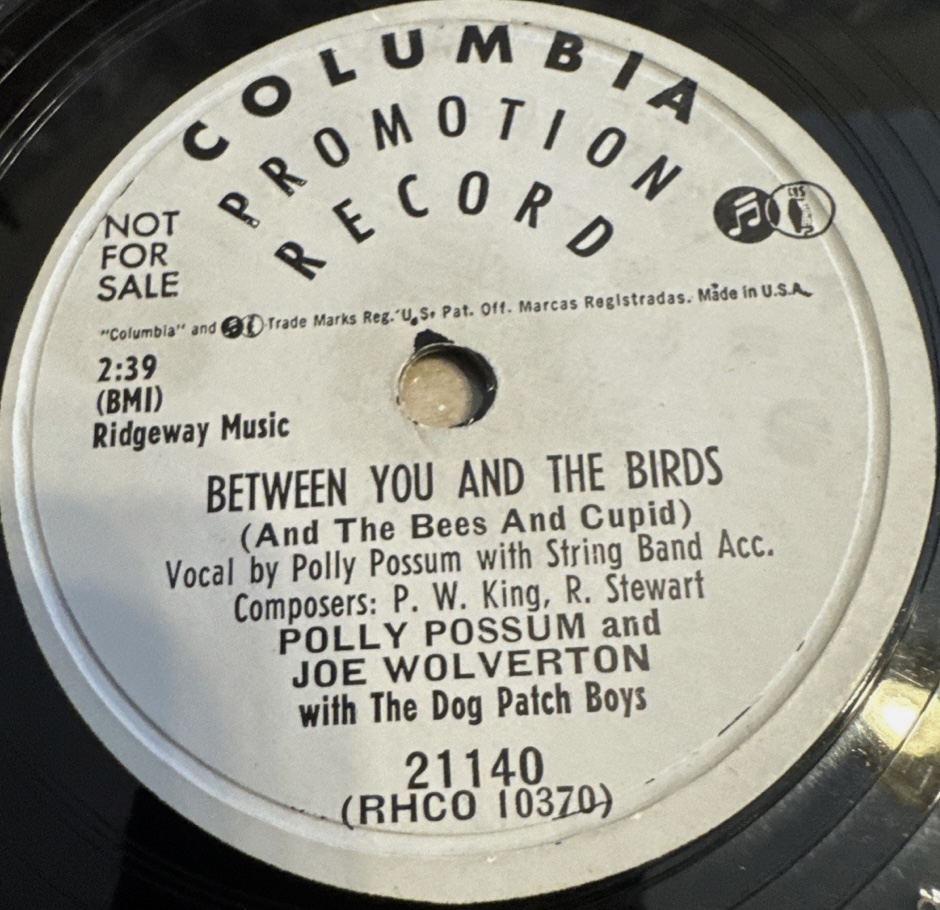 COLUMBIA
PROMOTION
RECORD
NOT
FOR
SALE
CBS
"Columbia" and Trade Marks Reg. U.S. Pat. Off. Marcas Registradas. Made in U.S.A.
2:39
(BMI)
Ridgeway Music
BETWEEN YOU AND THE BIRDS
(And The Bees And Cupid)
Vocal by Polly Possum with String Band Acc.
Composers: P. W. King, R. Stewart
POLLY POSSUM and
JOE WOLVERTON
with The Dog Patch Boys
21140
(RHCO 10370)